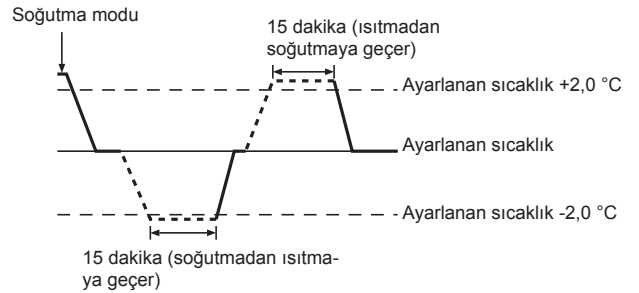 Soğutma modu
15 dakika (ısıtmadan
soğutmaya geçer)
Ayarlanan sıcaklık +2,0 °C
Ayarlanan sıcaklık
Ayarlanan sıcaklık -2,0 °C
15 dakika (soğutmadan ısıtma-
ya geçer)